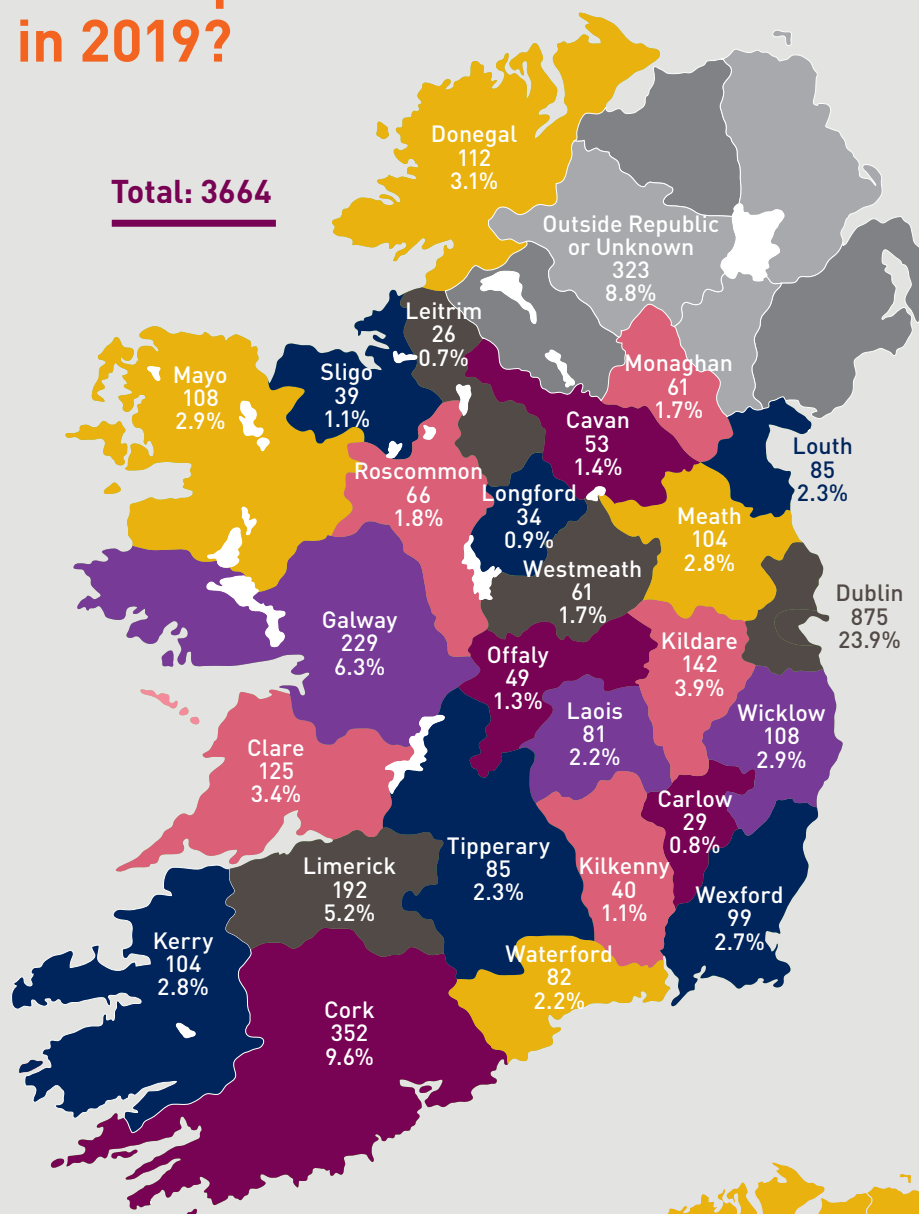 in 2019?
Total: 3664
Donegal
112
3.1%
Outside Republic
or Unknown
323
8.8%
Leitrim
26
0.7%
Monaghan
61
1.7%
Mayo
108
2.9%
Sligo
39
1.1%
Cavan
53
1.4%
Louth
85
2.3%
Roscommon
66
1.8%
Longford
34
0.9%
Meath
104
2.8%
Westmeath
61
1.7%
Dublin
875
23.9%
Galway
229
6.3%
Offaly
49
1.3%
Kildare
142
3.9%
Laois
81
2.2%
Wicklow
108
2.9%
Clare
125
3.4%
Carlow
29
0.8%
Limerick
192
5.2%
Tipperary
85
2.3%
Kilkenny
40
1.1%
Wexford
99
2.7%
Kerry
104
2.8%
Waterford
82
2.2%
Cork
352
9.6%